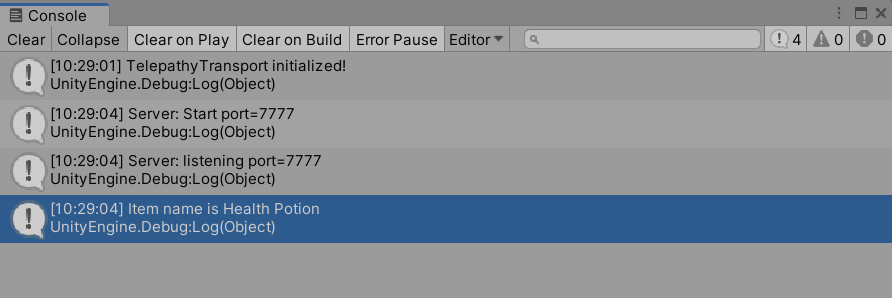 Console
Clear Collapse Clear on Play Clear on Build Error Pause Editor 4 0 0
[10:29:01] TelepathyTransport initialized!
UnityEngine.Debug:Log(Object)
[10:29:04] Server: Start port=7777
UnityEngine.Debug:Log(Object)
[10:29:04] Server: listening port=7777
UnityEngine.Debug:Log(Object)
[10:29:04] Item name is Health Potion
UnityEngine.Debug:Log(Object)